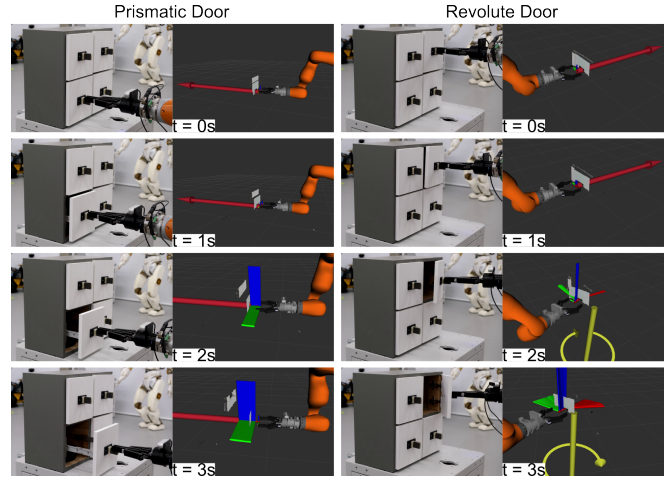 Prismatic Door
Revolute Door
t = 0s
t = 0s
t = 1s
t = 1s
t = 2s
t = 2s
t = 3s
t = 3s